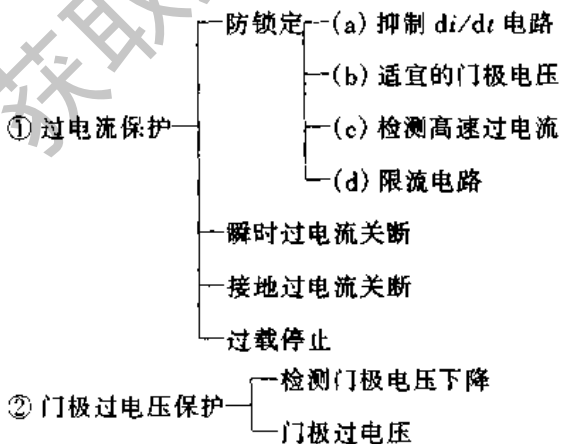 防锁定
(a) 抑制 di/dt 电路
(b) 适宜的门极电压
① 过电流保护
(c) 检测高速过电流
(d) 限流电路
瞬时过电流关断
接地过电流关断
过载停止
检测门极电压下降
② 门极过电压保护
门极过电压
获取